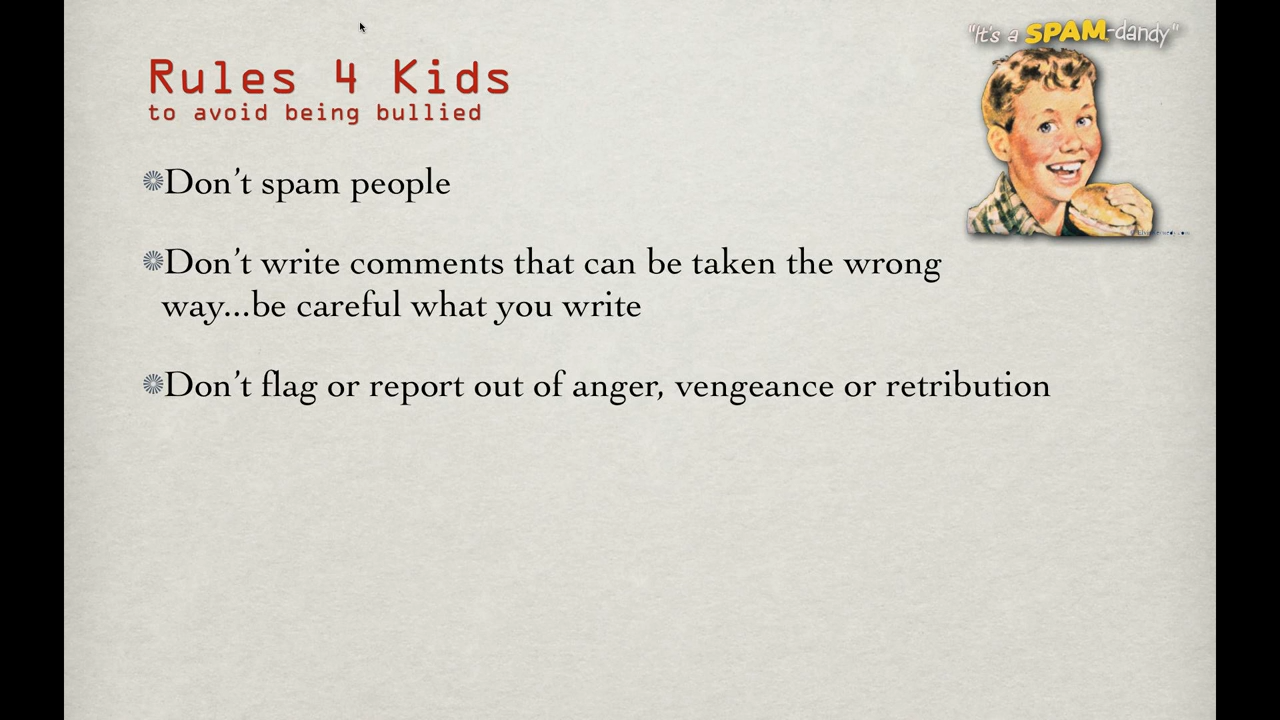 "It's a SPAM-dandy"
Rules 4 Kids
to avoid being bullied
Don't spam people
Don't write comments that can be taken the wrong
way...be careful what you write
Don't flag or report out of anger, vengeance or retribution